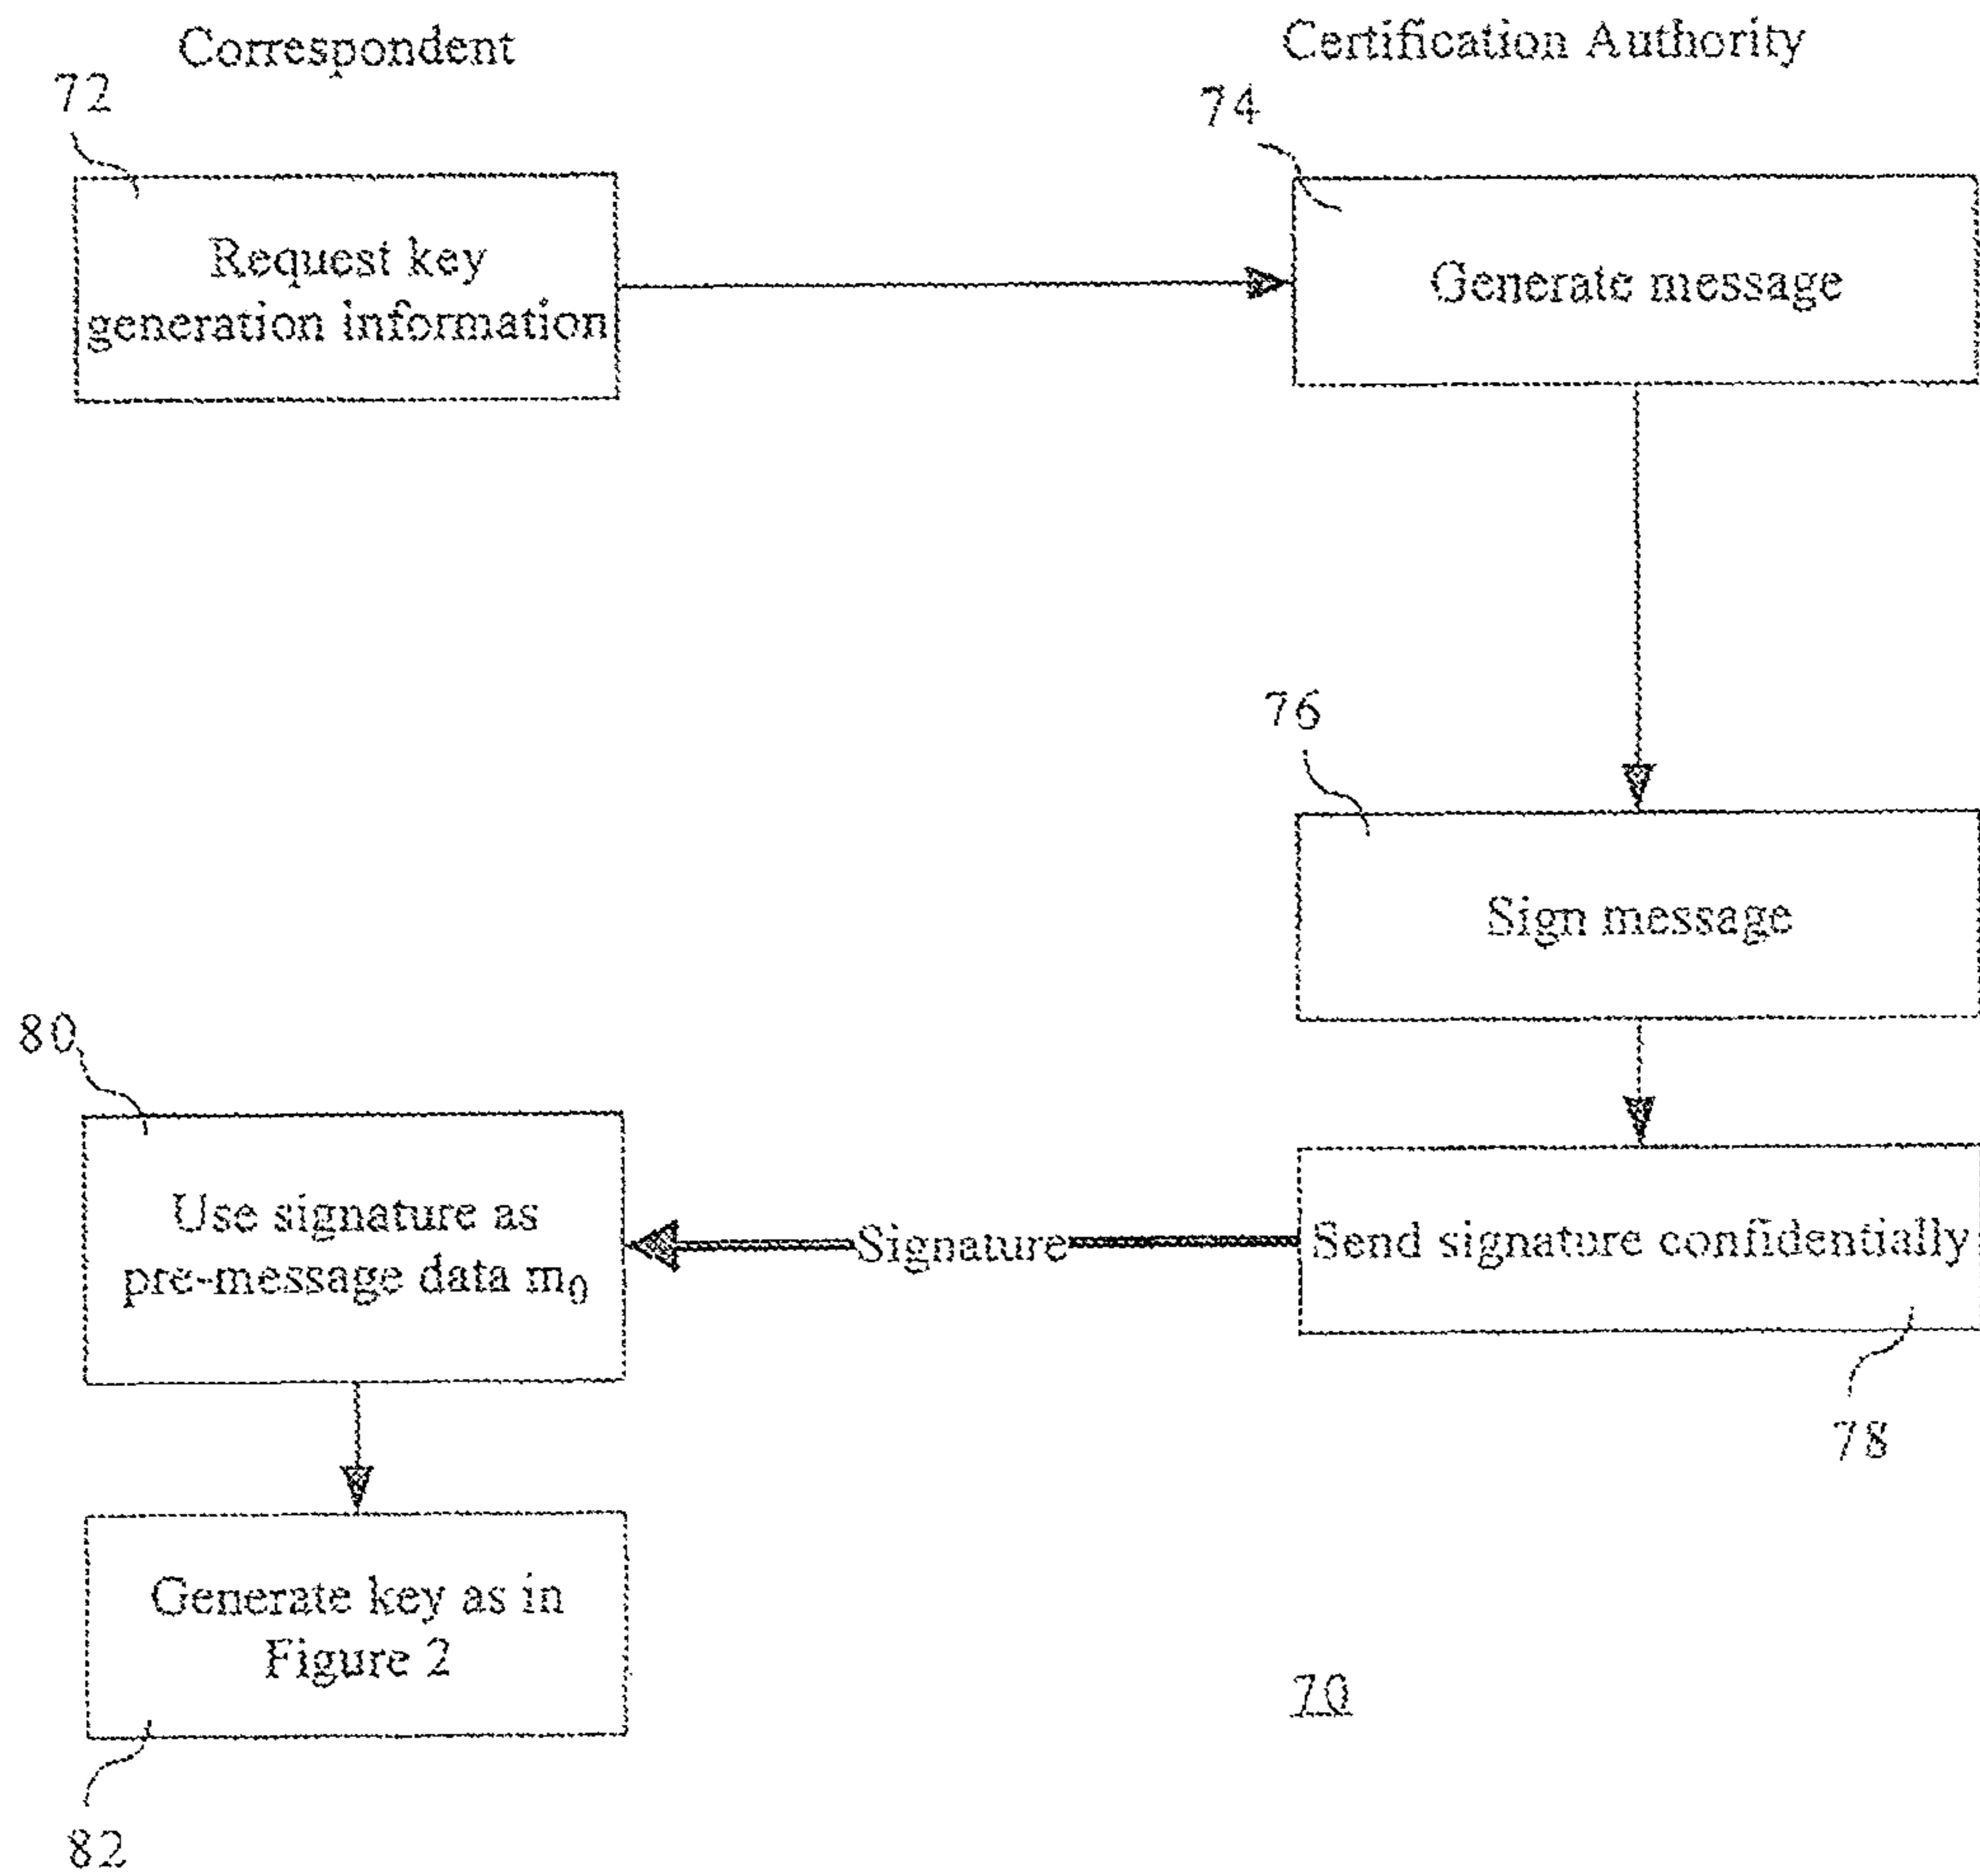 Correspondent
Certification Authority
72
74
Request key
generation information
Generate message
76
Sign message
80
Use signature as
pre-message data m₀
Signature
Send signature confidentially
78
Generate key as in
Figure 2
70
82